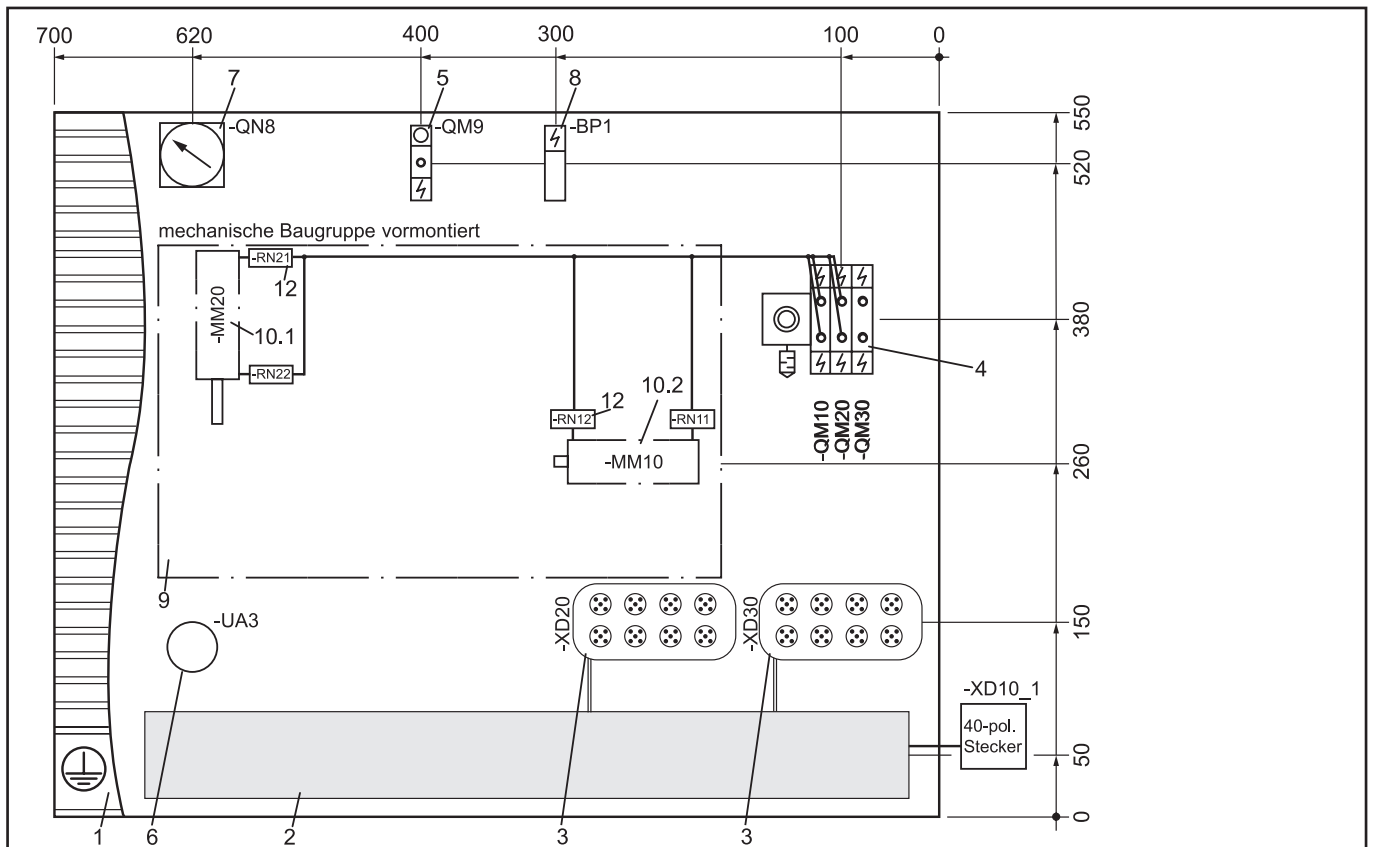 700 620 400 300 100 0
7 5 8
-QN8 -QM9 -BP1
550
520
mechanische Baugruppe vormontiert
-RN21
12
-MM20
10.1
380
-RN22
4
10.2
12
-RN12 -RN11
-QM10
-QM20
-QM30
-MM10
260
9
-UA3
-XD20
-XD30
150
-XD10_1
40-pol.
Stecker
50
0
1 6 2 3 3